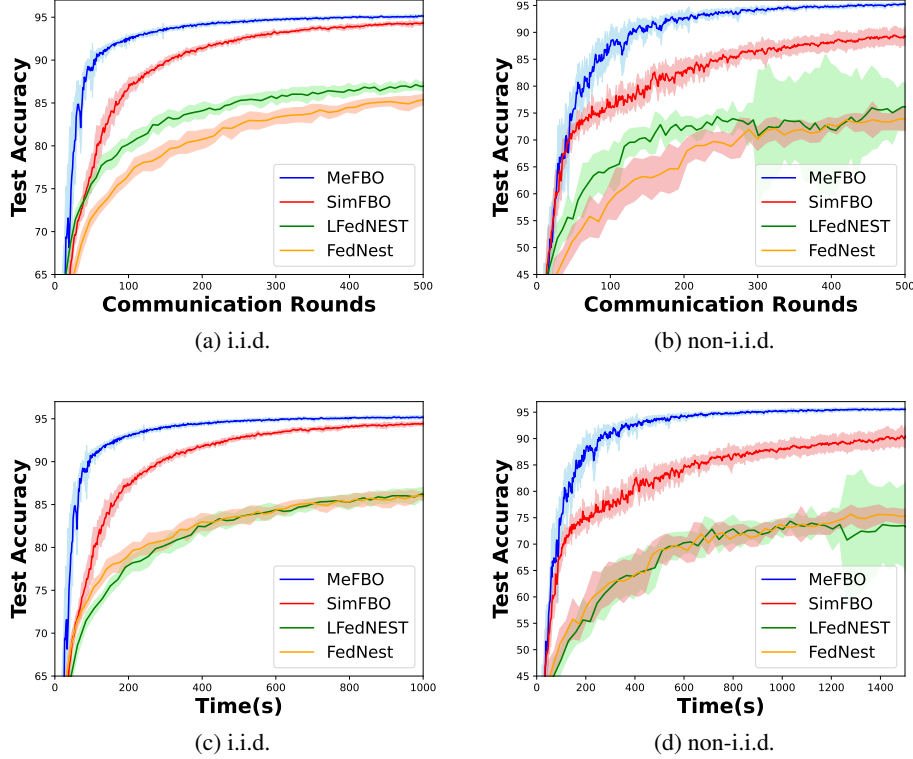 95
90
85
80
75
70
65
0
100
200
300
400
500
Test Accuracy
Communication Rounds
MeFBO
SimFBO
LFedNEST
FedNest
(a) i.i.d.
95
90
85
80
75
70
65
60
55
50
45
0
100
200
300
400
500
Test Accuracy
Communication Rounds
MeFBO
SimFBO
LFedNEST
FedNest
(b) non-i.i.d.
95
90
85
80
75
70
65
0
200
400
600
800
1000
Test Accuracy
Time(s)
MeFBO
SimFBO
LFedNEST
FedNest
(c) i.i.d.
95
90
85
80
75
70
65
60
55
50
45
0
200
400
600
800
1000
1200
1400
Test Accuracy
Time(s)
MeFBO
SimFBO
LFedNEST
FedNest
(d) non-i.i.d.